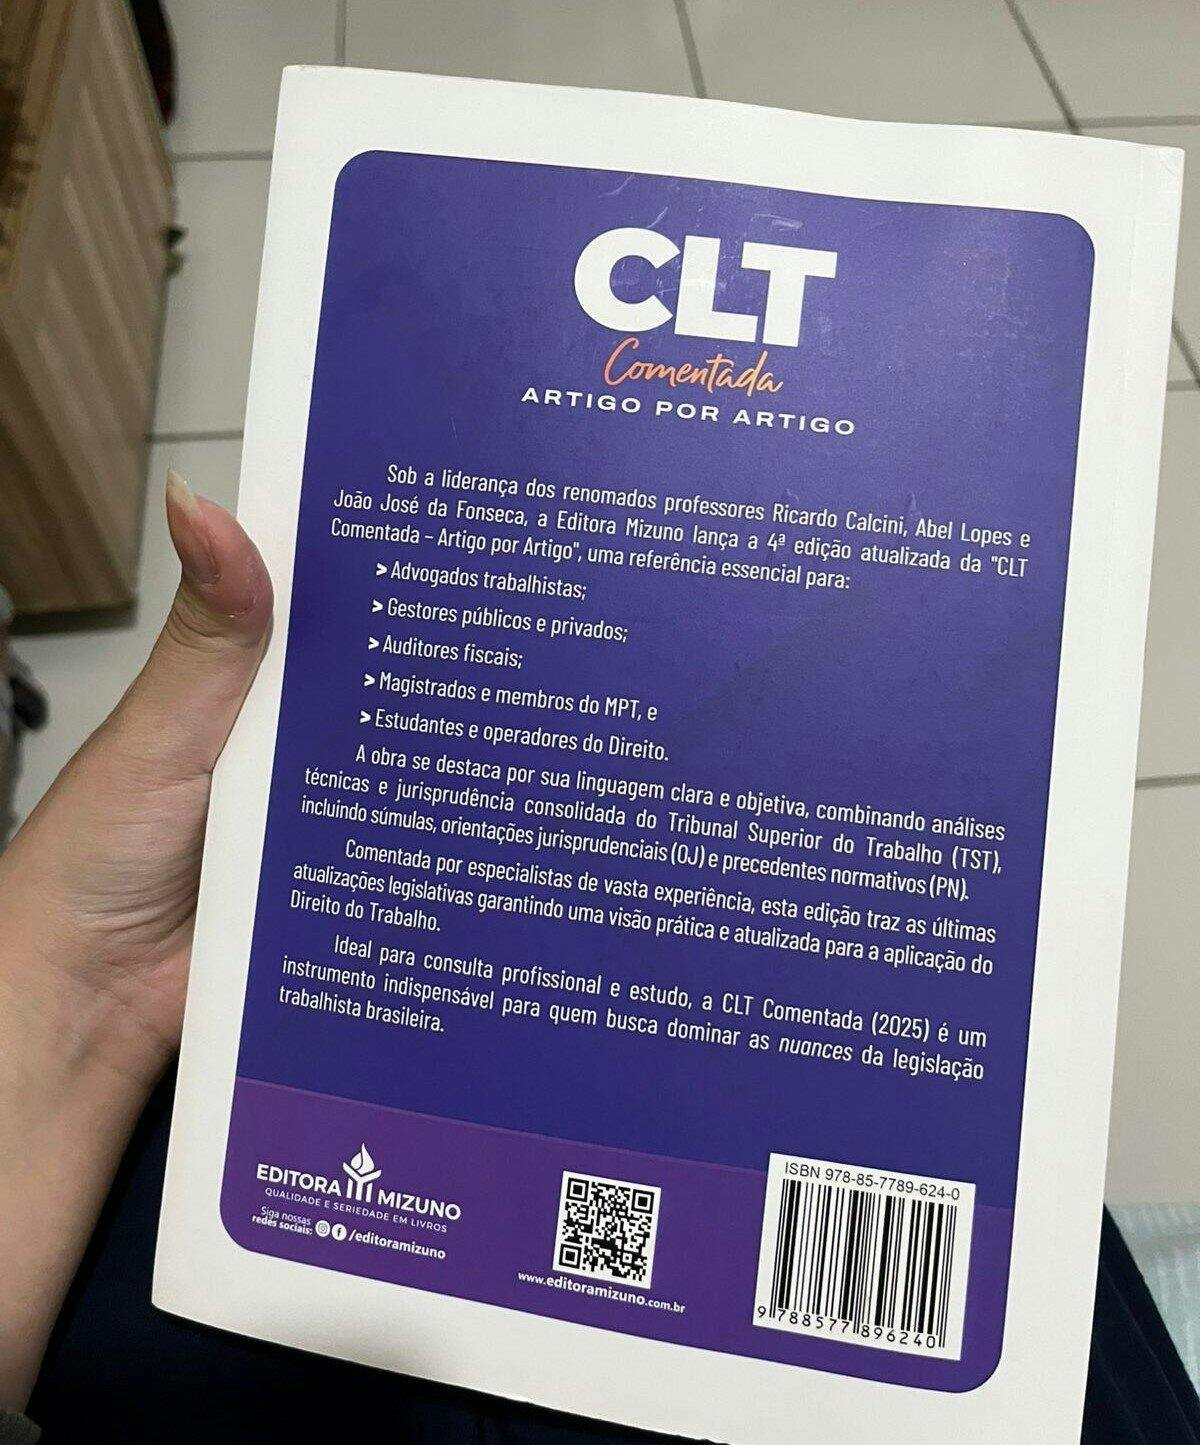 CLT
Comentada
ARTIGO POR ARTIGO
Sob a liderança dos renomados professores Ricardo Calcini, Abel Lopes e
João José da Fonseca, a Editora Mizuno lança a 4ª edição atualizada da "CLT
Comentada – Artigo por Artigo", uma referência essencial para:
> Advogados trabalhistas;
> Gestores públicos e privados;
> Auditores fiscais;
> Magistrados e membros do MPT, e
> Estudantes e operadores do Direito.
A obra se destaca por sua linguagem clara e objetiva, combinando análises
técnicas e jurisprudência consolidada do Tribunal Superior do Trabalho (TST),
incluindo súmulas, orientações jurisprudenciais (OJ) e precedentes normativos (PN).
Comentada por especialistas de vasta experiência, esta edição traz as últimas
atualizações legislativas garantindo uma visão prática e atualizada para a aplicação do
Direito do Trabalho.
Ideal para consulta profissional e estudo, a CLT Comentada (2025) é um
instrumento indispensável para quem busca dominar as nuances da legislação
trabalhista brasileira.
EDITORA MIZUNO
QUALIDADE E SERIEDADE EM LIVROS
Siga nossas
redes sociais: /editoramizuno
www.editoramizuno.com.br
ISBN 978-85-7789-624-0
9 788577 896240